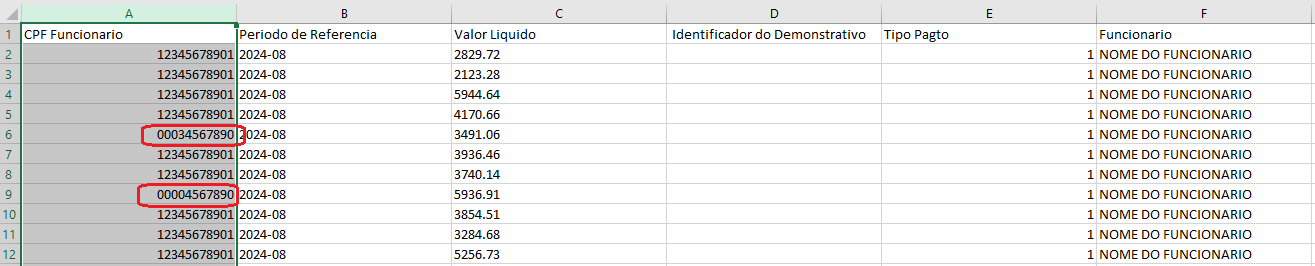 A B C D E F
1 CPF Funcionario Periodo de Referencia Valor Liquido Identificador do Demonstrativo Tipo Pagto Funcionario
2 12345678901 2024-08 2829.72 1 NOME DO FUNCIONARIO
3 12345678901 2024-08 2123.28 1 NOME DO FUNCIONARIO
4 12345678901 2024-08 5944.64 1 NOME DO FUNCIONARIO
5 12345678901 2024-08 4170.66 1 NOME DO FUNCIONARIO
6 00034567890 2024-08 3491.06 1 NOME DO FUNCIONARIO
7 12345678901 2024-08 3936.46 1 NOME DO FUNCIONARIO
8 12345678901 2024-08 3740.14 1 NOME DO FUNCIONARIO
9 00004567890 2024-08 5936.91 1 NOME DO FUNCIONARIO
10 12345678901 2024-08 3854.51 1 NOME DO FUNCIONARIO
11 12345678901 2024-08 3284.68 1 NOME DO FUNCIONARIO
12 12345678901 2024-08 5256.73 1 NOME DO FUNCIONARIO